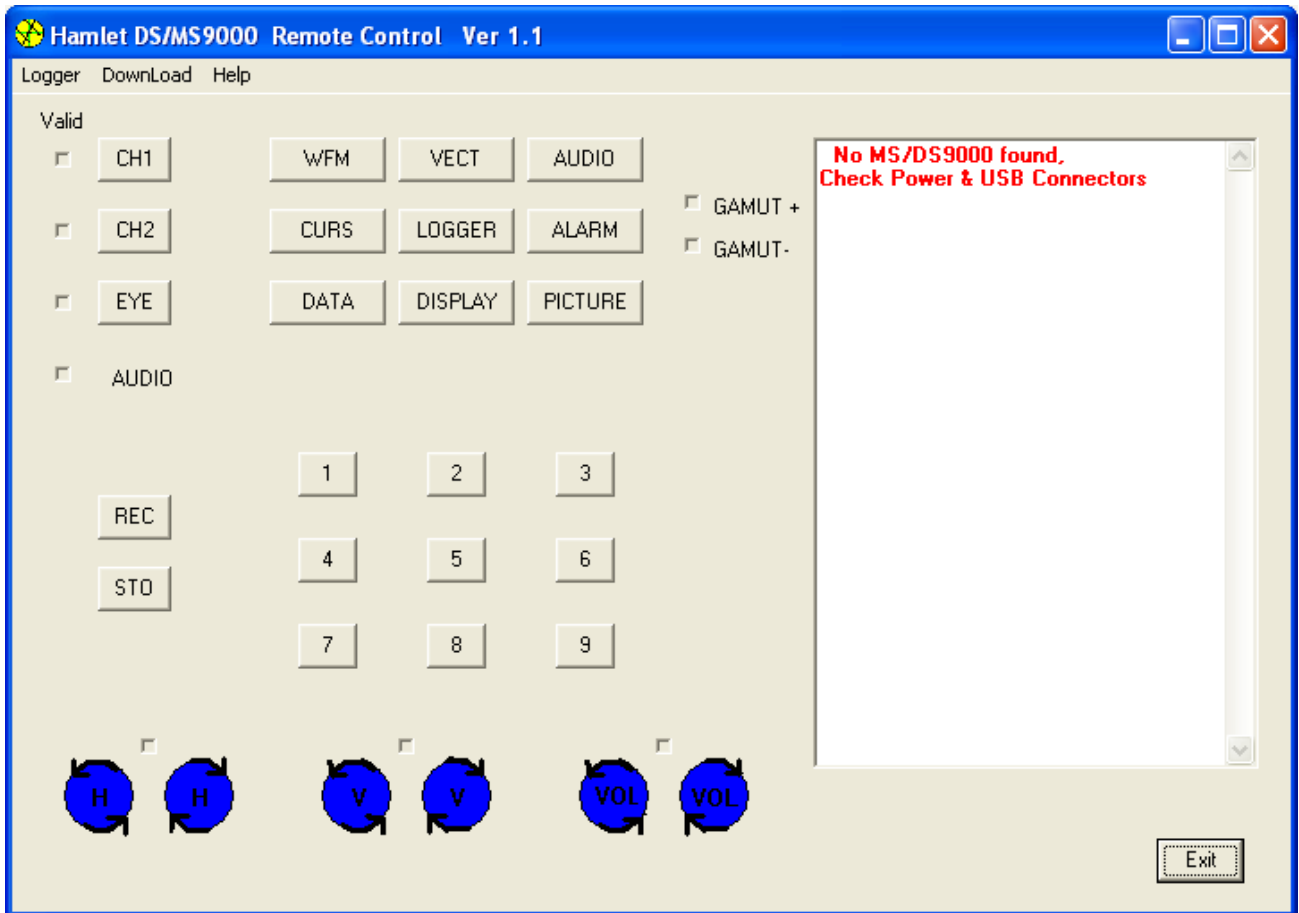 Hamlet DS/MS9000 Remote Control Ver 1.1
Logger DownLoad Help
Valid
CH1 WFM VECT AUDIO
No MS/DS9000 found,
Check Power & USB Connectors
GAMUT +
CH2 CURS LOGGER ALARM
GAMUT-
EYE DATA DISPLAY PICTURE
AUDIO
1 2 3
REC
4 5 6
STO
7 8 9
H H V V VOL VOL
Exit